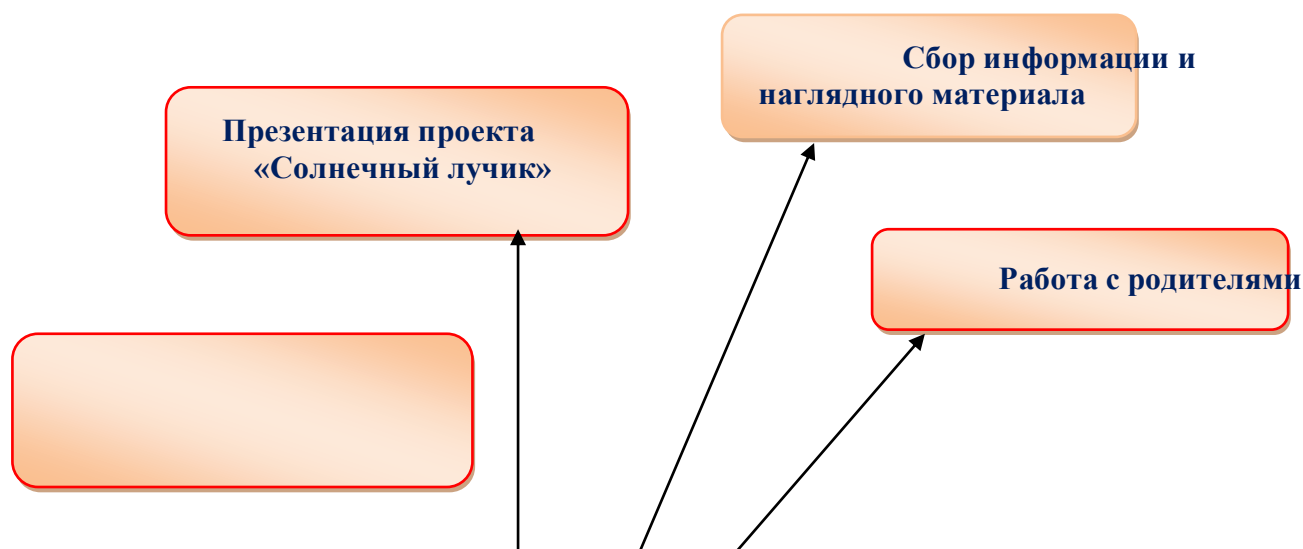 Сбор информации и
наглядного материала
Презентация проекта
«Солнечный лучик»
Работа с родителями